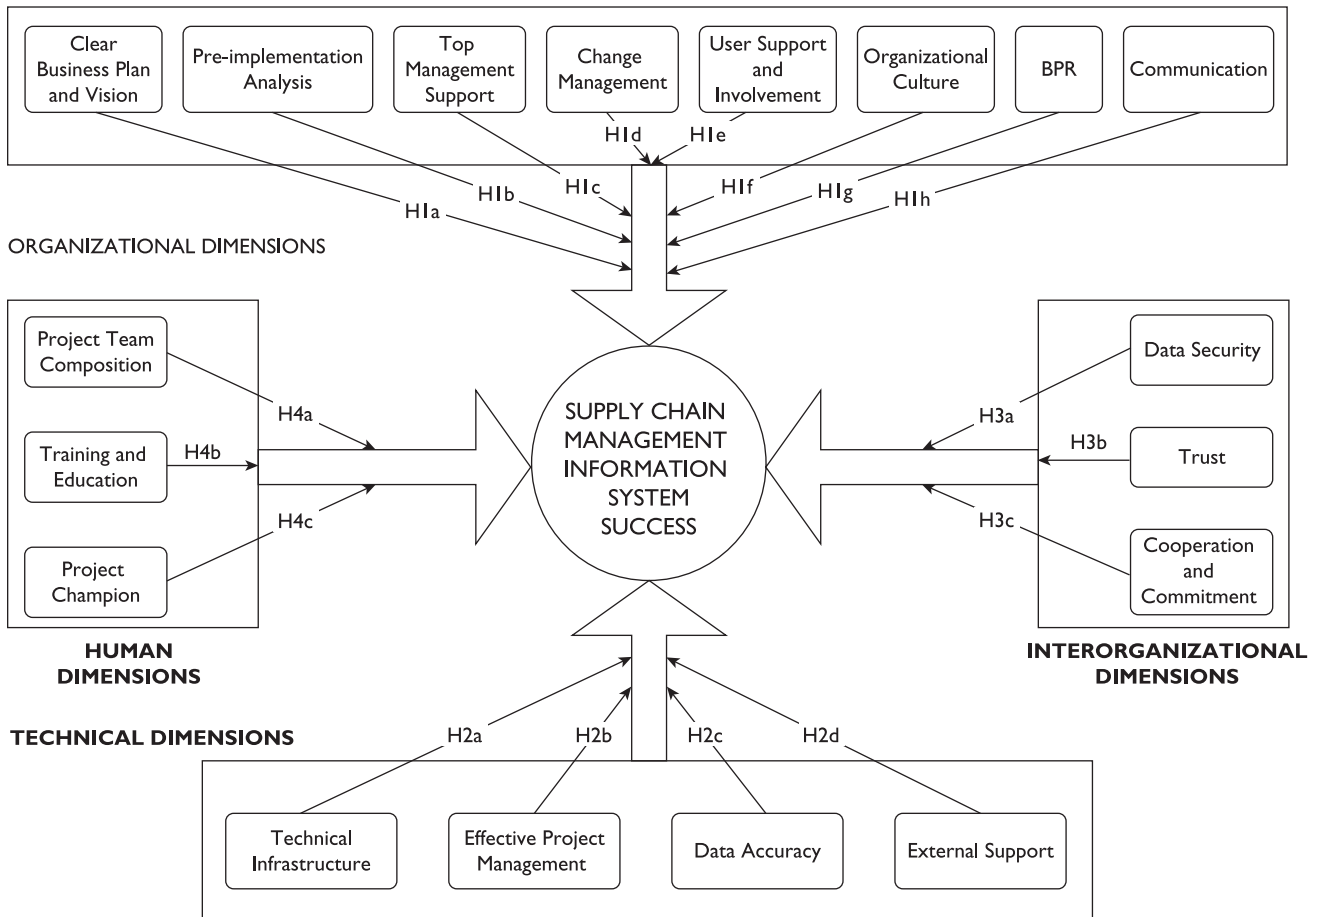 Clear
Business Plan
and Vision
Pre-implementation
Analysis
Top
Management
Support
Change
Management
User Support
and
Involvement
Organizational
Culture
BPR
Communication
H1d
H1e
H1c
H1f
H1b
H1g
H1a
H1h
ORGANIZATIONAL DIMENSIONS
Project Team
Composition
H4a
Training and
Education
H4b
Project
Champion
H4c
HUMAN
DIMENSIONS
SUPPLY CHAIN
MANAGEMENT
INFORMATION
SYSTEM
SUCCESS
Data Security
H3a
H3b
Trust
H3c
Cooperation
and
Commitment
INTERORGANIZATIONAL
DIMENSIONS
TECHNICAL DIMENSIONS
H2a
H2b
H2c
H2d
Technical
Infrastructure
Effective Project
Management
Data Accuracy
External Support